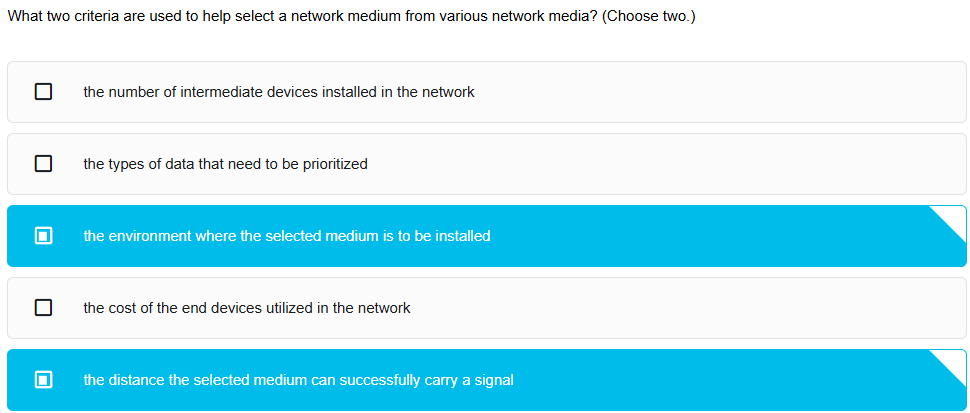 What two criteria are used to help select a network medium from various network media? (Choose two.)
the number of intermediate devices installed in the network
the types of data that need to be prioritized
the environment where the selected medium is to be installed
the cost of the end devices utilized in the network
the distance the selected medium can successfully carry a signal